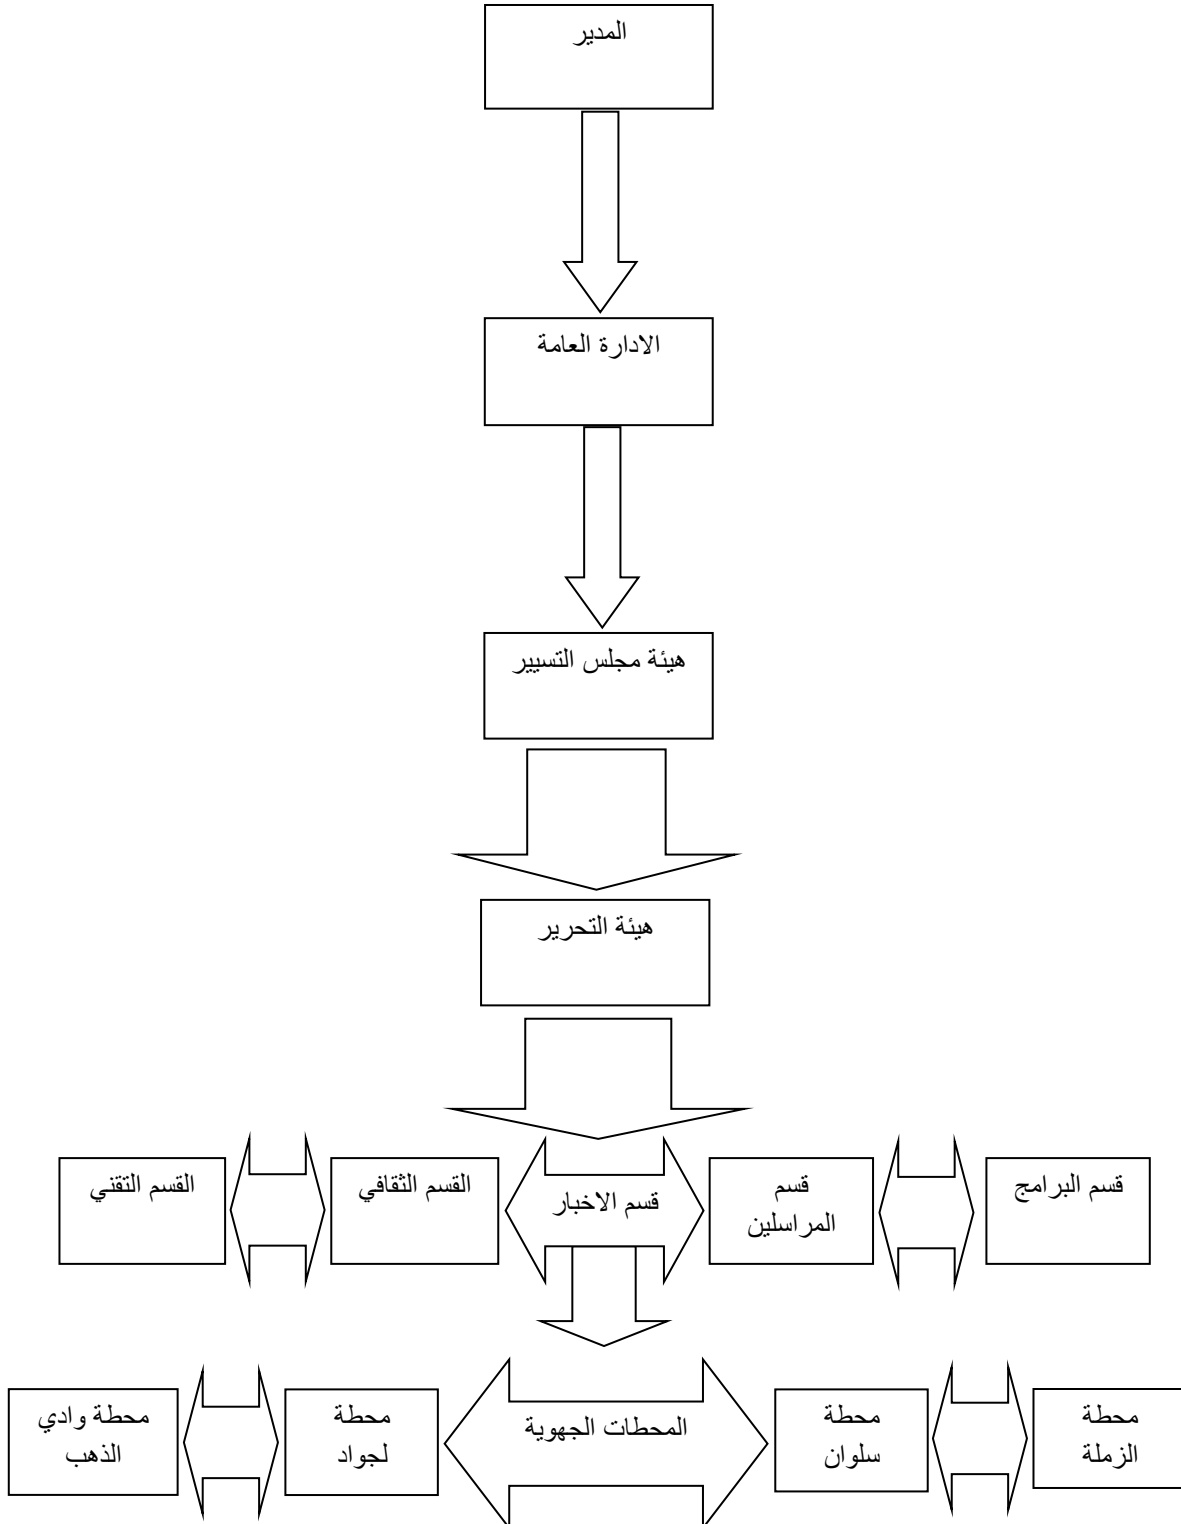 المدير
الادارة العامة
هيئة مجلس التسيير
هيئة التحرير
قسم البرامج
قسم
المراسلين
قسم الاخبار
القسم الثقافي
القسم التقني
محطة
الزملة
محطة
سلوان
المحطات الجهوية
محطة
لجواد
محطة وادي
الذهب